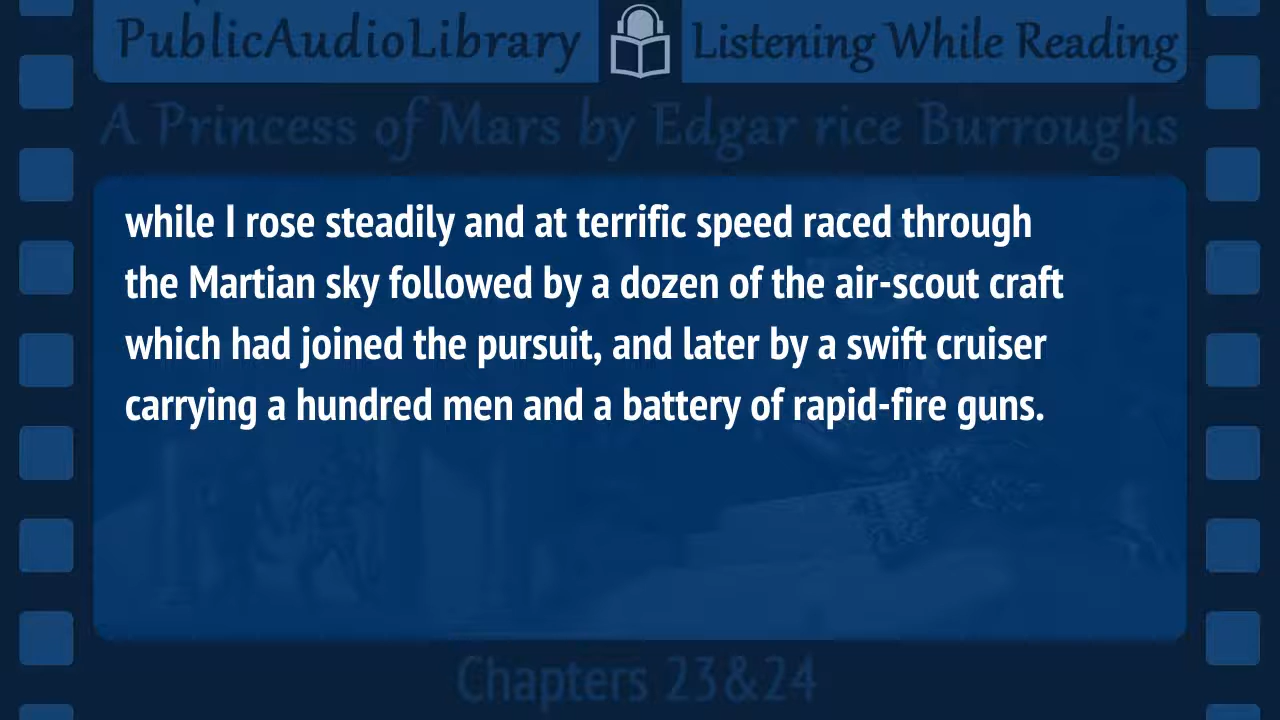 PublicAudioLibrary Listening While Reading
A Princess of Mars by Edgar rice Burroughs
while I rose steadily and at terrific speed raced through
the Martian sky followed by a dozen of the air-scout craft
which had joined the pursuit, and later by a swift cruiser
carrying a hundred men and a battery of rapid-fire guns.
Chapters 23&24